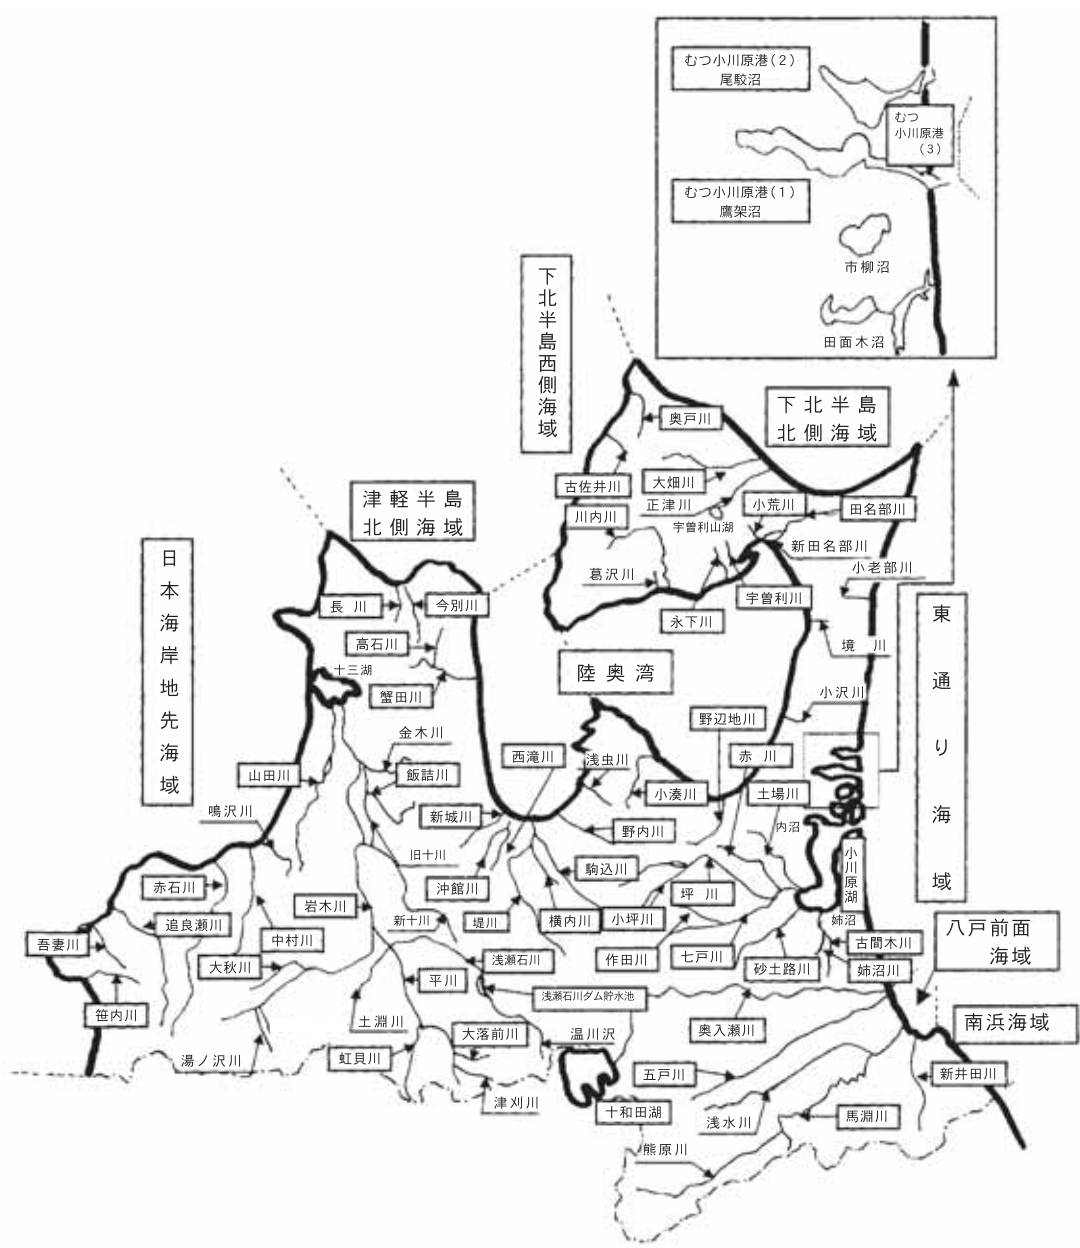 むつ小川原港(2)
尾駮沼
むつ
小川原港
(3)
むつ小川原港(1)
鷹架沼
市柳沼
田面木沼
下北半島西側海域
下北半島
北側海域
奥戸川
古佐井川
大畑川
正津川
小荒川
田名部川
川内川
宇曽利山湖
新田名部川
葛沢川
小老部川
宇曽利川
永下川
境川
津軽半島
北側海域
日本海岸地先海域
長川
今別川
高石川
十三湖
蟹田川
陸奥湾
東通り海域
小沢川
野辺地川
金木川
西滝川
浅虫川
赤川
山田川
飯詰川
小湊川
土場川
鳴沢川
新城川
野内川
内沼
旧十川
小川原湖
駒込川
赤石川
沖館川
坪川
岩木川
追良瀬川
新十川
堤川
横内川
小坪川
姉沼
八戸前面
海域
吾妻川
中村川
古間木川
大秋川
浅瀬石川
作田川
七戸川
砂土路川
姉沼川
平川
浅瀬石川ダム貯水池
笹内川
土淵川
大落前川
温川沢
奥入瀬川
南浜海域
湯ノ沢川
虹貝川
五戸川
新井田川
津刈川
十和田湖
浅水川
馬淵川
熊原川